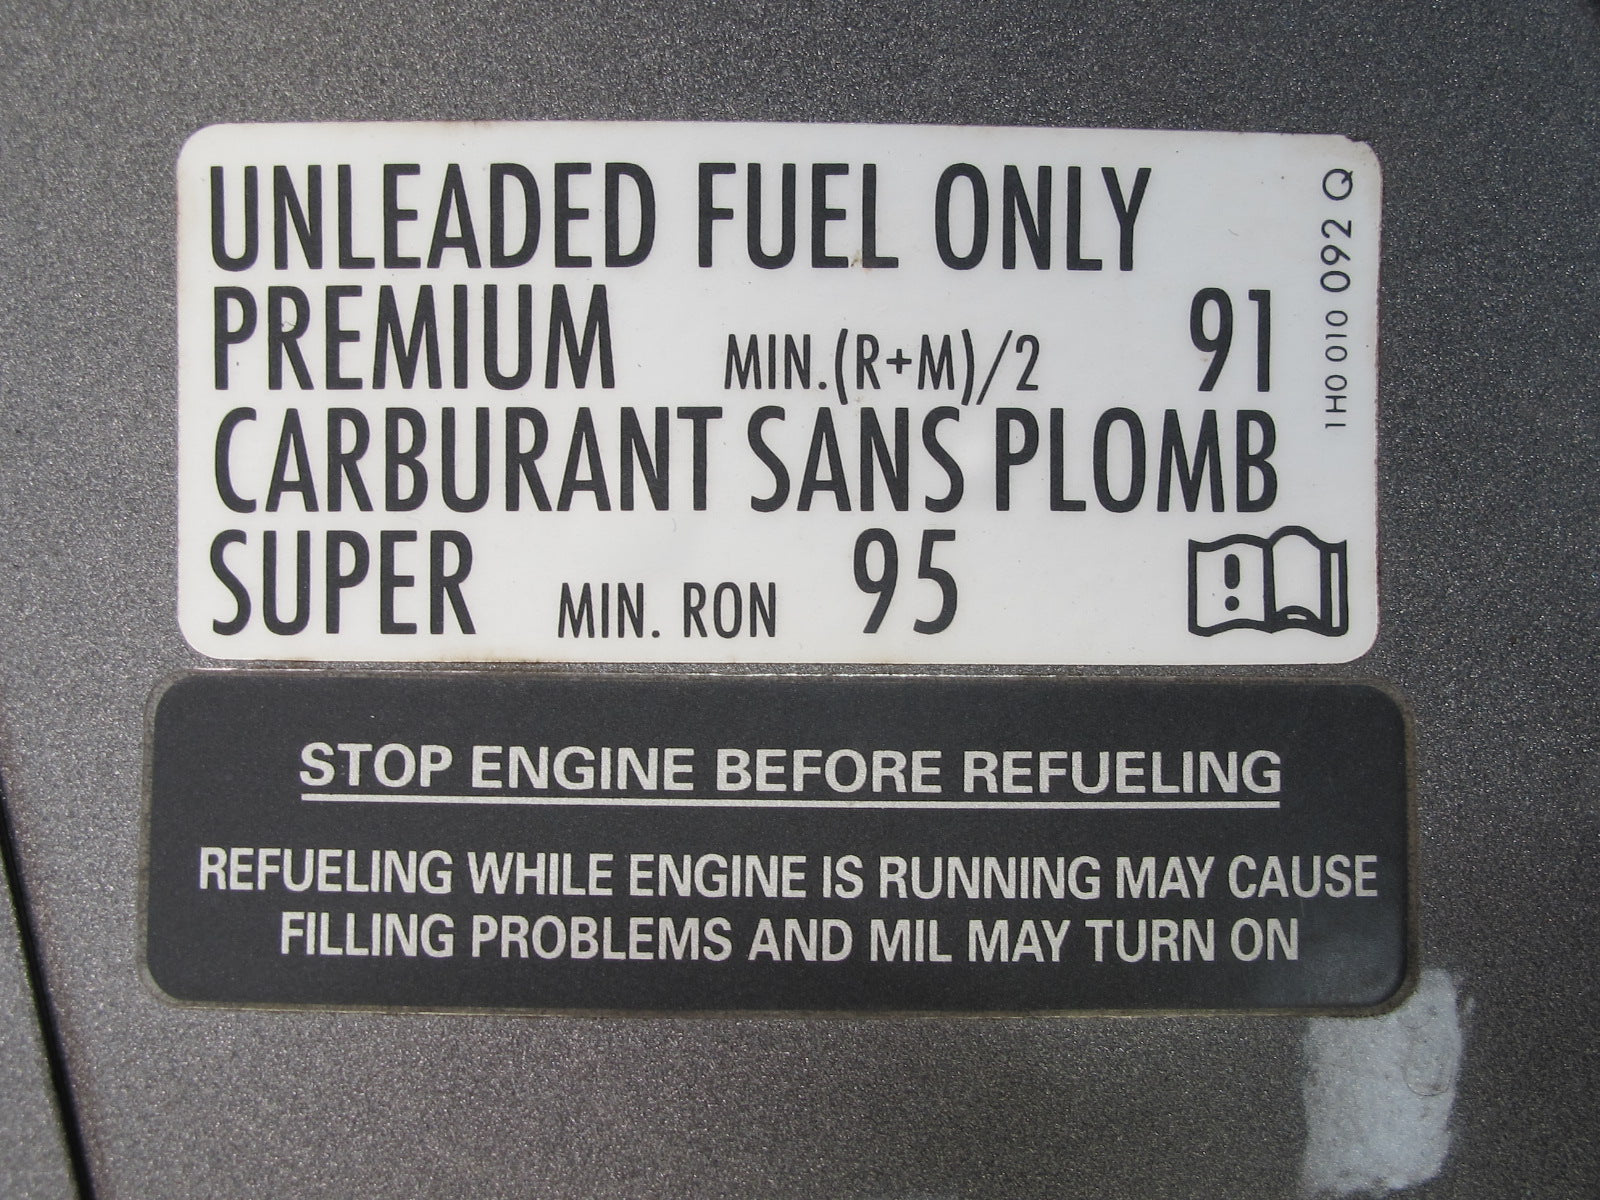 UNLEADED FUEL ONLY
PREMIUM MIN.(R+M)/2 91
CARBURANT SANS PLOMB
SUPER MIN. RON 95
1H0 010 092 Q
STOP ENGINE BEFORE REFUELING
REFUELING WHILE ENGINE IS RUNNING MAY CAUSE
FILLING PROBLEMS AND MIL MAY TURN ON